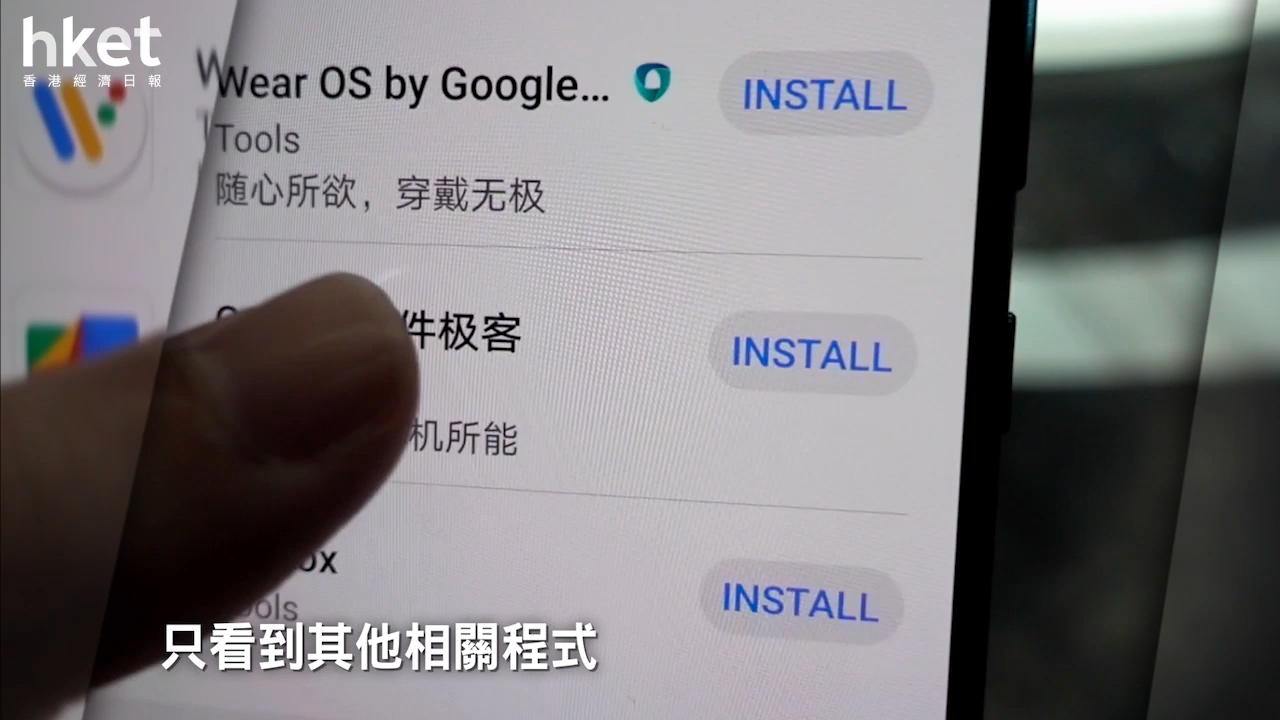 hket
香港經濟日報
Wear OS by Google...
INSTALL
Tools
随心所欲，穿戴无极
件极客
INSTALL
机所能
INSTALL
只看到其他相關程式